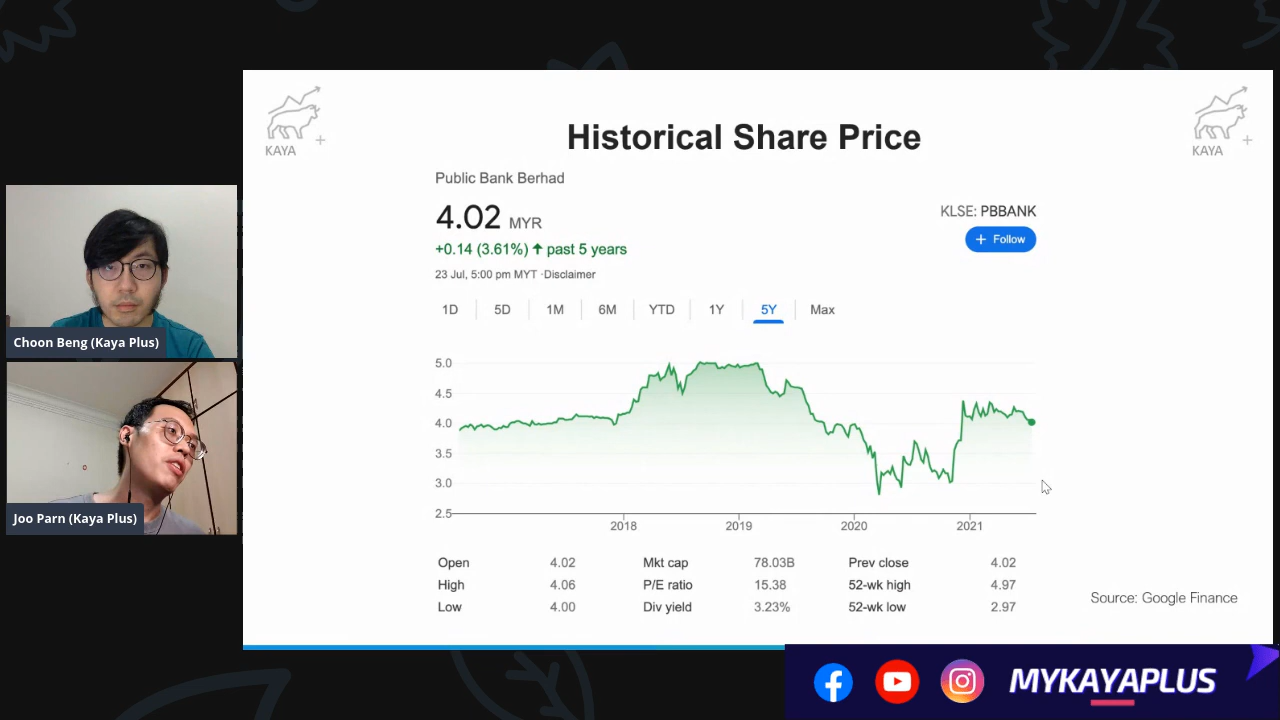 KAYA
KAYA
Historical Share Price
Public Bank Berhad
4.02 MYR
KLSE: PBBANK
+ Follow
+0.14 (3.61%) ↑ past 5 years
23 Jul, 5:00 pm MYT ·Disclaimer
1D 5D 1M 6M YTD 1Y 5Y Max
5.0
4.5
4.0
3.5
3.0
2.5
2018 2019 2020 2021
Open 4.02 Mkt cap 78.03B Prev close 4.02
High 4.06 P/E ratio 15.38 52-wk high 4.97
Low 4.00 Div yield 3.23% 52-wk low 2.97
Source: Google Finance
Choon Beng (Kaya Plus)
Joo Parn (Kaya Plus)
MYKAYAPLUS